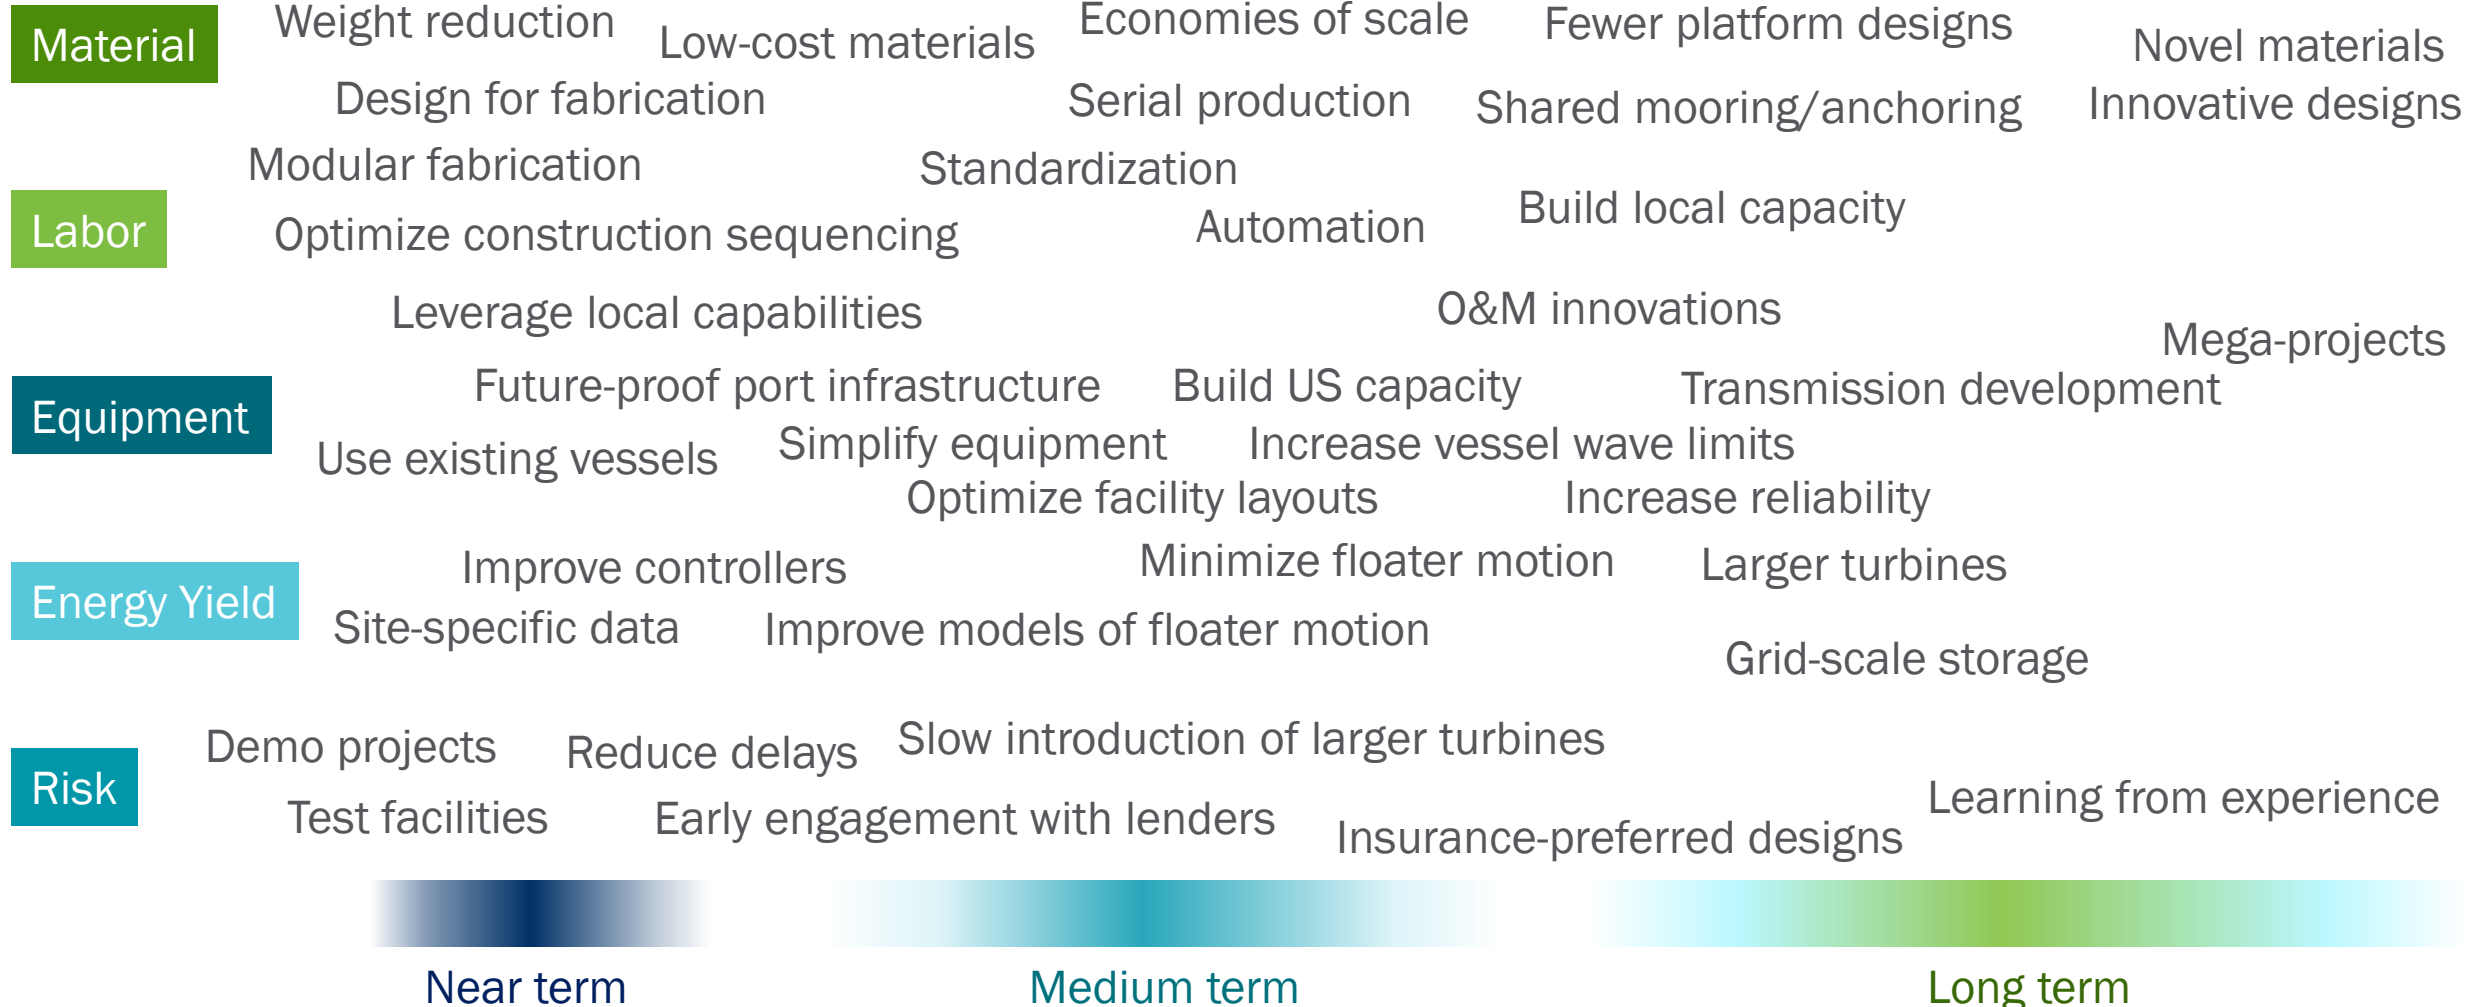 Material
Weight reduction
Low-cost materials
Economies of scale
Fewer platform designs
Novel materials
Design for fabrication
Serial production
Shared mooring/anchoring
Innovative designs
Modular fabrication
Standardization
Labor
Optimize construction sequencing
Automation
Build local capacity
Leverage local capabilities
O&M innovations
Mega-projects
Equipment
Future-proof port infrastructure
Build US capacity
Transmission development
Use existing vessels
Simplify equipment
Increase vessel wave limits
Optimize facility layouts
Increase reliability
Energy Yield
Improve controllers
Minimize floater motion
Larger turbines
Site-specific data
Improve models of floater motion
Grid-scale storage
Risk
Demo projects
Reduce delays
Slow introduction of larger turbines
Test facilities
Early engagement with lenders
Insurance-preferred designs
Learning from experience
Near term
Medium term
Long term